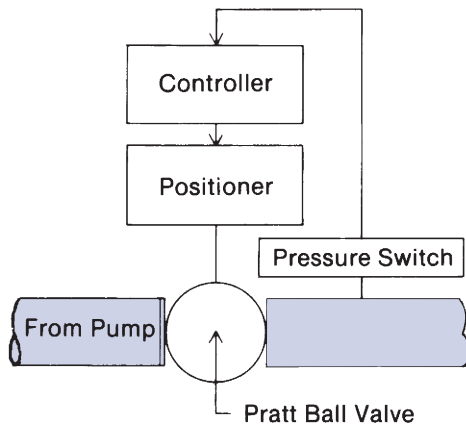 Controller
Positioner
Pressure Switch
From Pump
Pratt Ball Valve